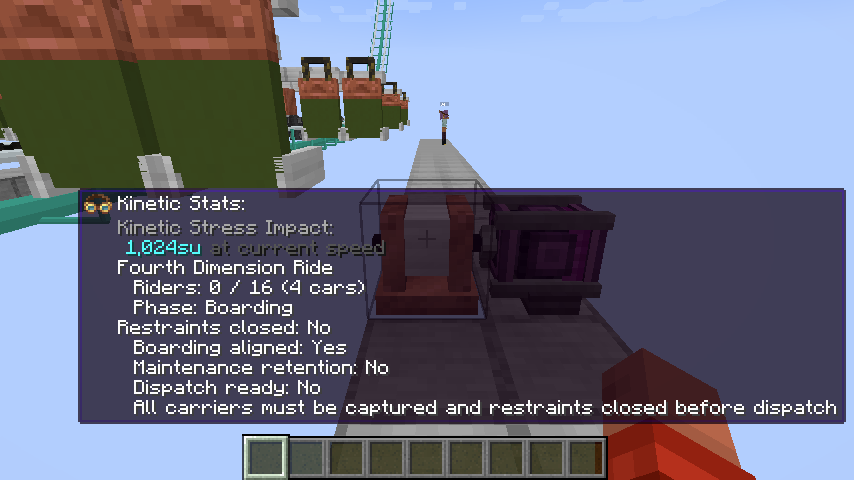 Kinetic Stats:
Kinetic Stress Impact:
1,024su at current speed
Fourth Dimension Ride
Riders: 0 / 16 (4 cars)
Phase: Boarding
Restraints closed: No
Boarding aligned: Yes
Maintenance retention: No
Dispatch ready: No
All carriers must be captured and restraints closed before dispatch